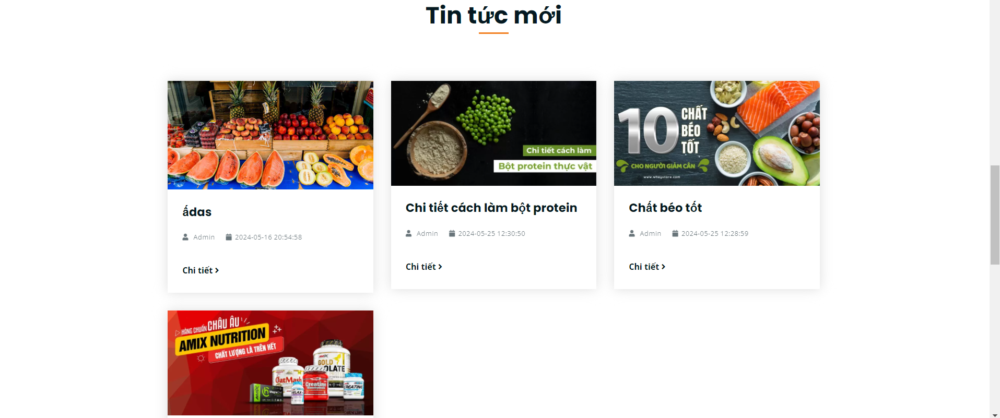 Tin tức mới
Chi tiết cách làm
Bột protein thực vật
10
CHẤT
BÉO
TỐT
CHO NGƯỜI GIẢM CÂN
www.wheystore.com
ấdas
Admin 2024-05-16 20:54:58
Chi tiết
Chi tiết cách làm bột protein
Admin 2024-05-25 12:30:50
Chi tiết
Chất béo tốt
Admin 2024-05-25 12:28:59
Chi tiết
HÀNG CHUẨN CHÂU ÂU
AMIX NUTRITION
CHẤT LƯỢNG LÀ TRÊN HẾT
AMIX
GOLD
OatMash
Creatine
Monohydrate
CREATINE
AMIX